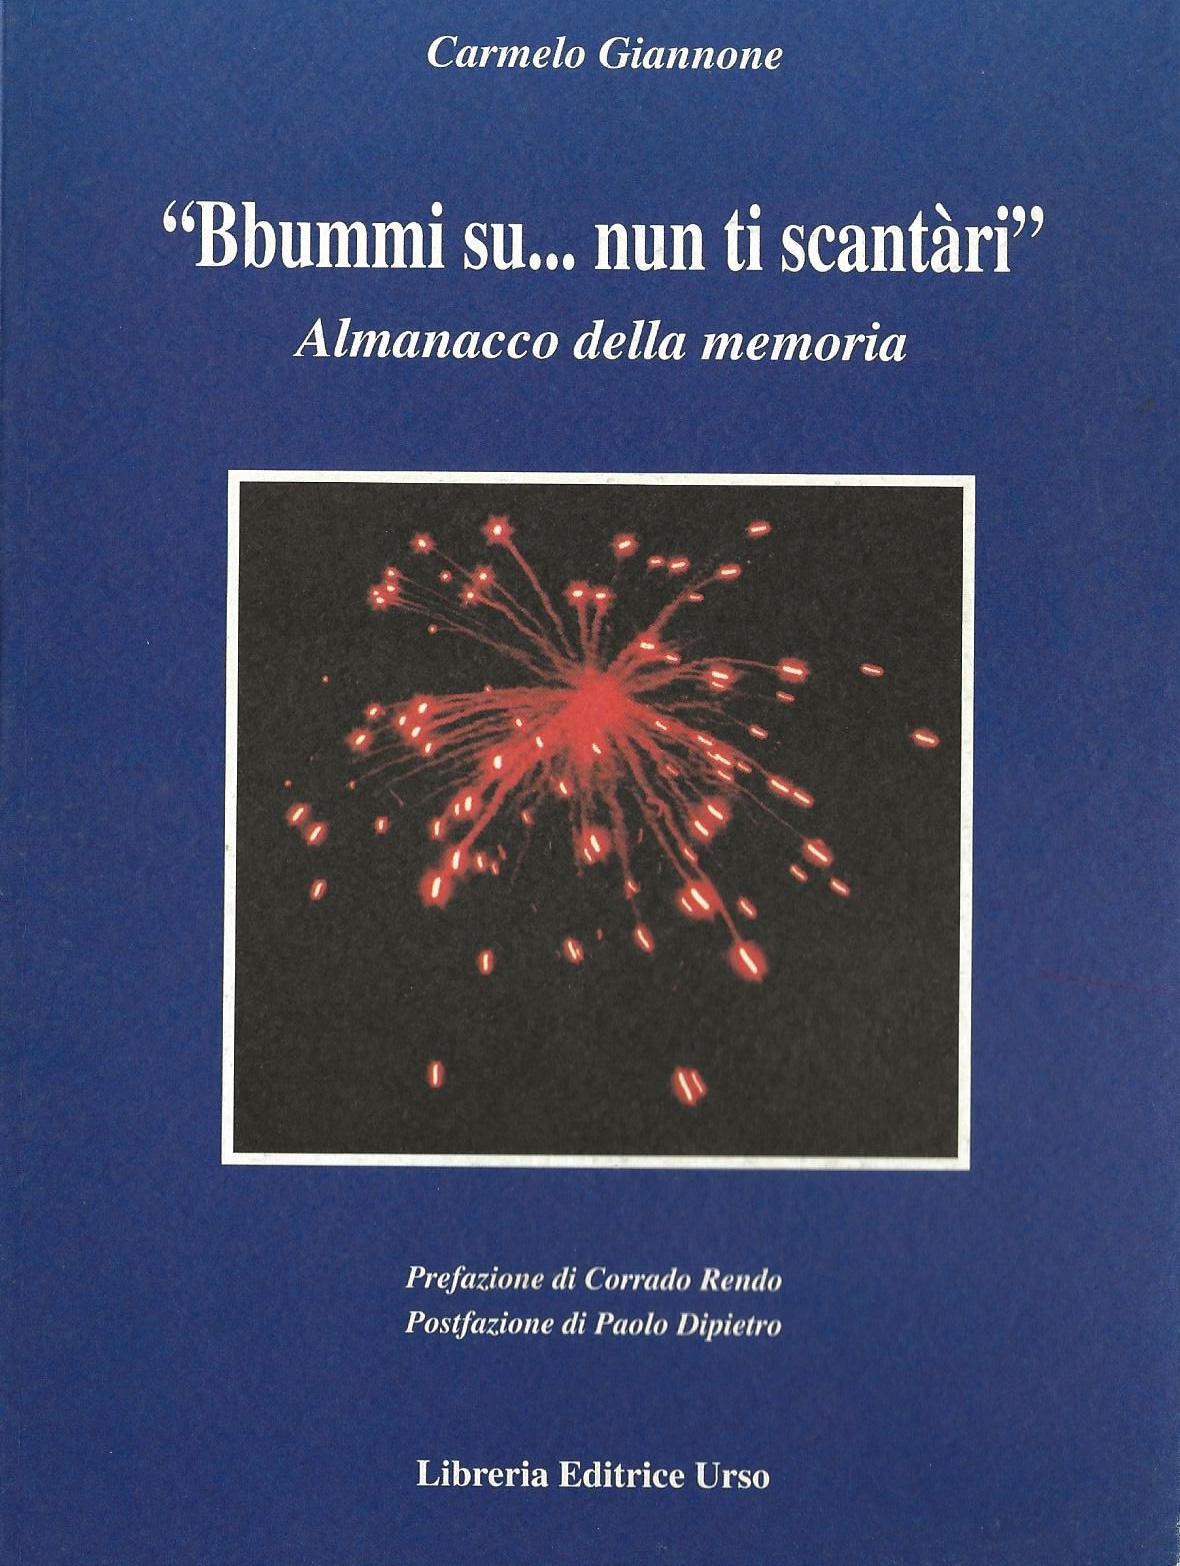 Carmelo Giannone
“Bbummi su... nun ti scantàri”
Almanacco della memoria
Prefazione di Corrado Rendo
Postfazione di Paolo Dipietro
Libreria Editrice Urso